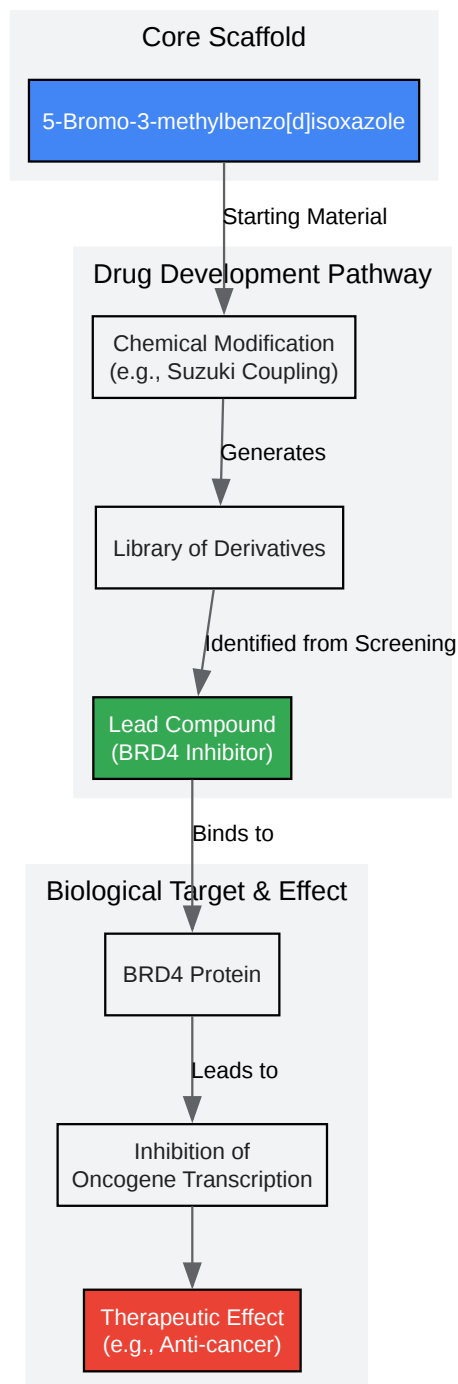 Core Scaffold
5-Bromo-3-methylbenzo[d]isoxazole
Starting Material
Drug Development Pathway
Chemical Modification
(e.g., Suzuki Coupling)
Generates
Library of Derivatives
Identified from Screening
Lead Compound
(BRD4 Inhibitor)
Binds to
Biological Target & Effect
BRD4 Protein
Leads to
Inhibition of
Oncogene Transcription
Therapeutic Effect
(e.g., Anti-cancer)